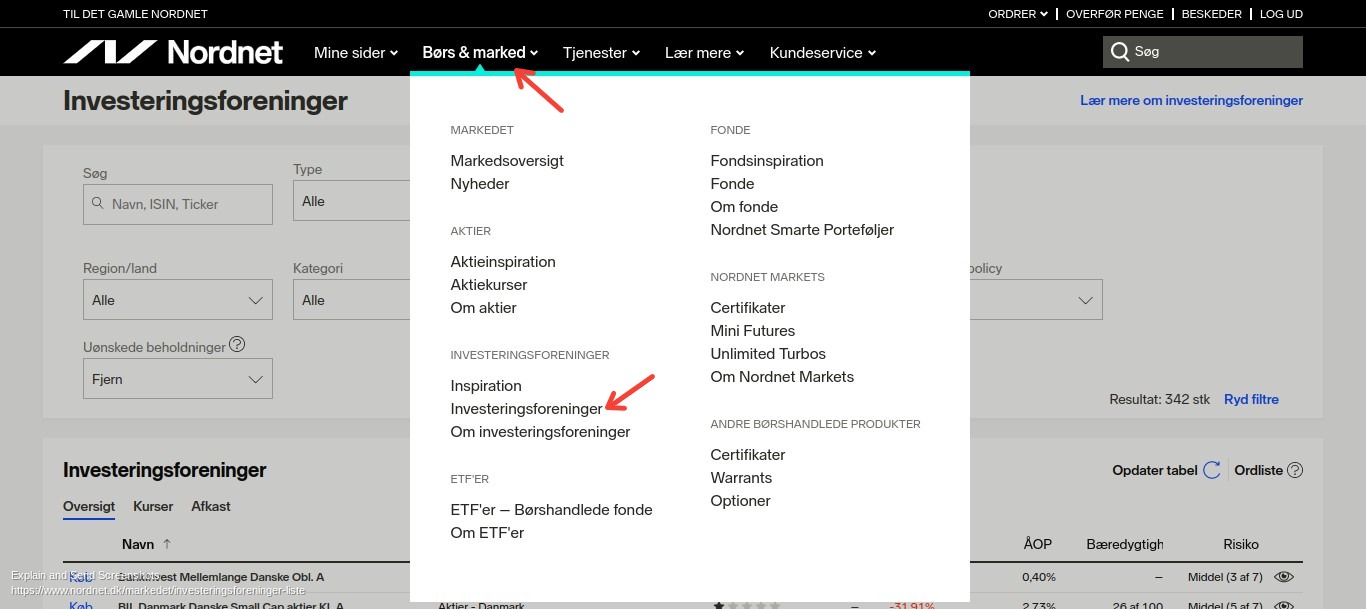 TIL DET GAMLE NORDNET
ORDRER
OVERFØR PENGE
BESKEDER
LOG UD
Nordnet
Mine sider
Børs & marked
Tjenester
Lær mere
Kundeservice
Søg
Investeringsforeninger
Lær mere om investeringsforeninger
Søg
Navn, ISIN, Ticker
Type
Alle
Region/land
Alle
Kategori
Alle
policy
Uønskede beholdninger
Fjern
MARKEDET
Markedsoversigt
Nyheder
AKTIER
Aktieinspiration
Aktiekurser
Om aktier
INVESTERINGSFORENINGER
Inspiration
Investeringsforeninger
Om investeringsforeninger
ETF'ER
ETF'er – Børshandlede fonde
Om ETF'er
FONDE
Fondsinspiration
Fonde
Om fonde
Nordnet Smarte Porteføljer
NORDNET MARKETS
Certifikater
Mini Futures
Unlimited Turbos
Om Nordnet Markets
ANDRE BØRSHANDLEDE PRODUKTER
Certifikater
Warrants
Optioner
Resultat: 342 stk
Ryd filtre
Investeringsforeninger
Opdater tabel
Ordliste
Oversigt
Kurser
Afkast
Navn ↑
ÅOP
Bæredygtigh
Risiko
Køb
Mellemlange Danske Obl. A
0,40%
–
Middel (3 af 7)
Køb
BIL Danmark Danske Small Cap aktier KL A
Aktier - Danmark
–
-31,91%
2,73%
26 af 100
Middel (5 af 7)
Explain and Send Screenshots
https://www.nordnet.dk/markedet/investeringsforeninger-liste